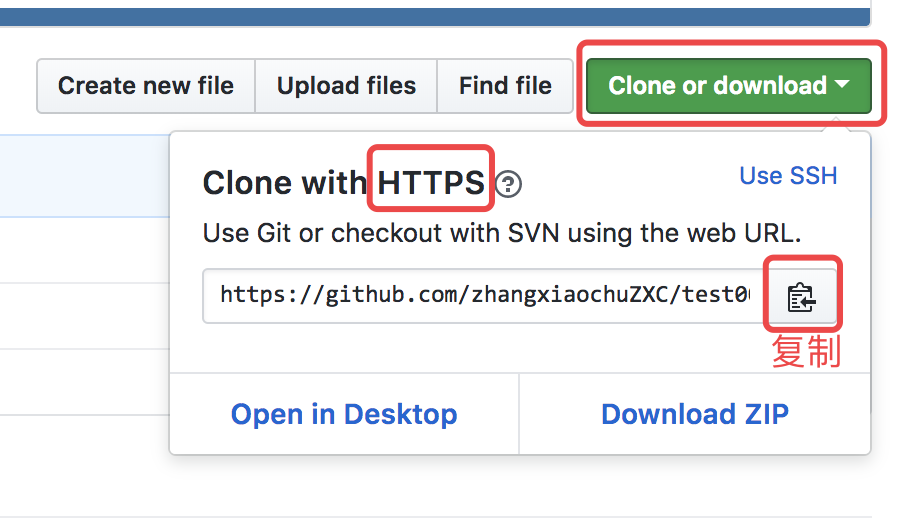 Create new file Upload files Find file Clone or download
Clone with HTTPS ? Use SSH
Use Git or checkout with SVN using the web URL.
https://github.com/zhangxiaochuZXC/test0
复制
Open in Desktop Download ZIP